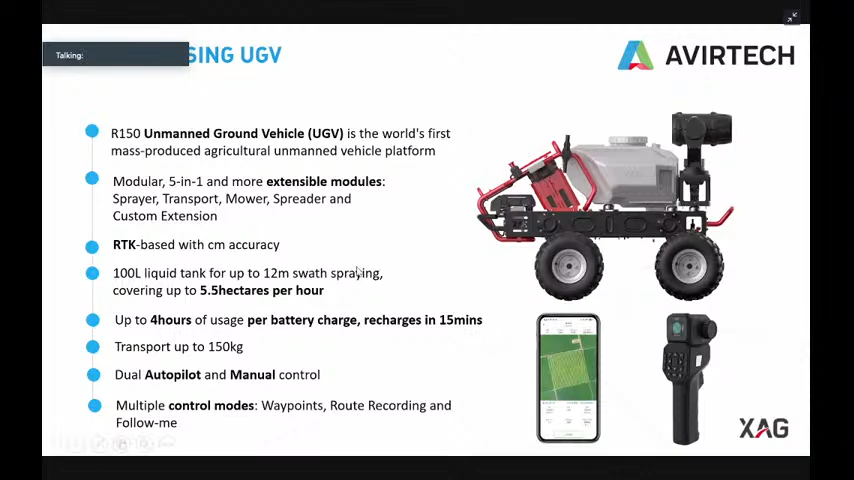 Talking:
SING UGV
AVIRTECH
R150 Unmanned Ground Vehicle (UGV) is the world's first
mass-produced agricultural unmanned vehicle platform
Modular, 5-in-1 and more extensible modules:
Sprayer, Transport, Mower, Spreader and
Custom Extension
RTK-based with cm accuracy
100L liquid tank for up to 12m swath spraying,
covering up to 5.5hectares per hour
Up to 4hours of usage per battery charge, recharges in 15mins
Transport up to 150kg
Dual Autopilot and Manual control
Multiple control modes: Waypoints, Route Recording and
Follow-me
XAG